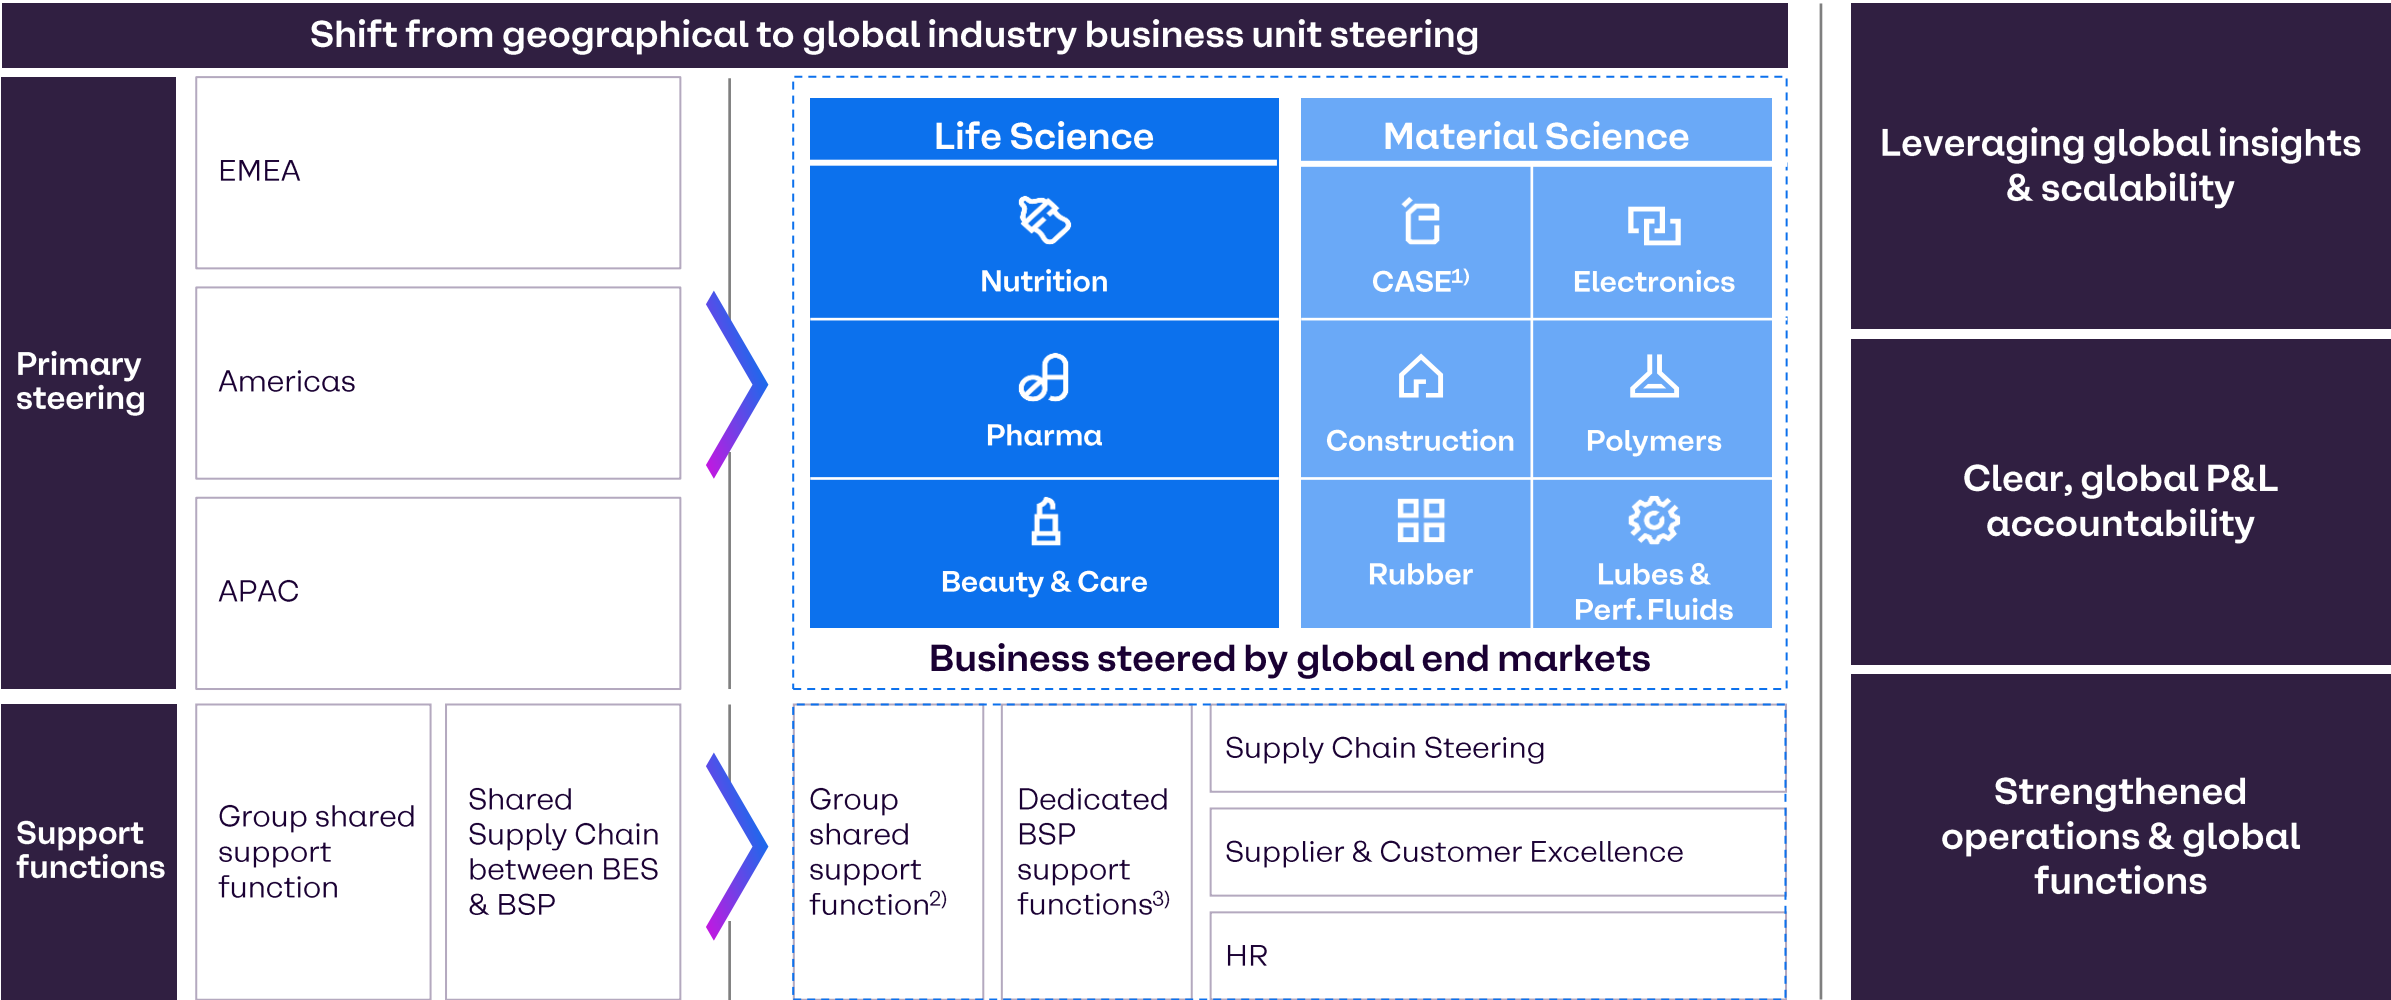 Shift from geographical to global industry business unit steering
Primary
steering
EMEA
Americas
APAC
Life Science
Nutrition
Pharma
Beauty & Care
Material Science
CASE1)
Electronics
Construction
Polymers
Rubber
Lubes &
Perf. Fluids
Business steered by global end markets
Support
functions
Group shared
support
function
Shared
Supply Chain
between BES
& BSP
Group
shared
support
function2)
Dedicated
BSP
support
functions3)
Supply Chain Steering
Supplier & Customer Excellence
HR
Leveraging global insights
& scalability
Clear, global P&L
accountability
Strengthened
operations & global
functions